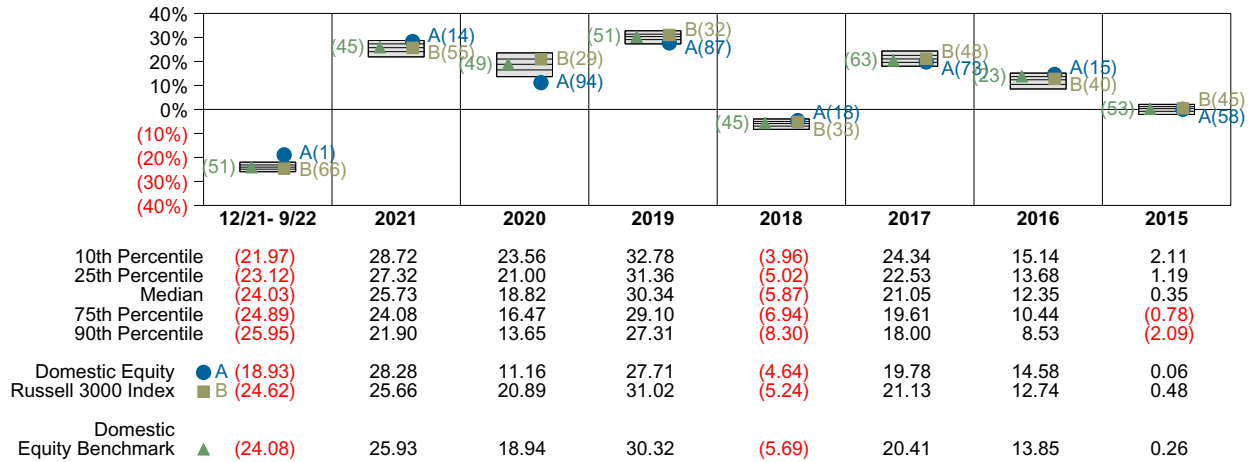 40%
30%
20%
10%
0%
(10%)
(20%)
(30%)
(40%)
(51) A(1) B(66)
(45) A(14) B(55)
(49) B(29) A(94)
(51) B(32) A(87)
(45) A(18) B(33)
(63) B(48) A(73)
(23) A(15) B(40)
(53) B(45) A(58)
12/21- 9/22 2021 2020 2019 2018 2017 2016 2015
10th Percentile (21.97) 28.72 23.56 32.78 (3.96) 24.34 15.14 2.11
25th Percentile (23.12) 27.32 21.00 31.36 (5.02) 22.53 13.68 1.19
Median (24.03) 25.73 18.82 30.34 (5.87) 21.05 12.35 0.35
75th Percentile (24.89) 24.08 16.47 29.10 (6.94) 19.61 10.44 (0.78)
90th Percentile (25.95) 21.90 13.65 27.31 (8.30) 18.00 8.53 (2.09)
Domestic Equity A (18.93) 28.28 11.16 27.71 (4.64) 19.78 14.58 0.06
Russell 3000 Index B (24.62) 25.66 20.89 31.02 (5.24) 21.13 12.74 0.48
Domestic
Equity Benchmark (24.08) 25.93 18.94 30.32 (5.69) 20.41 13.85 0.26